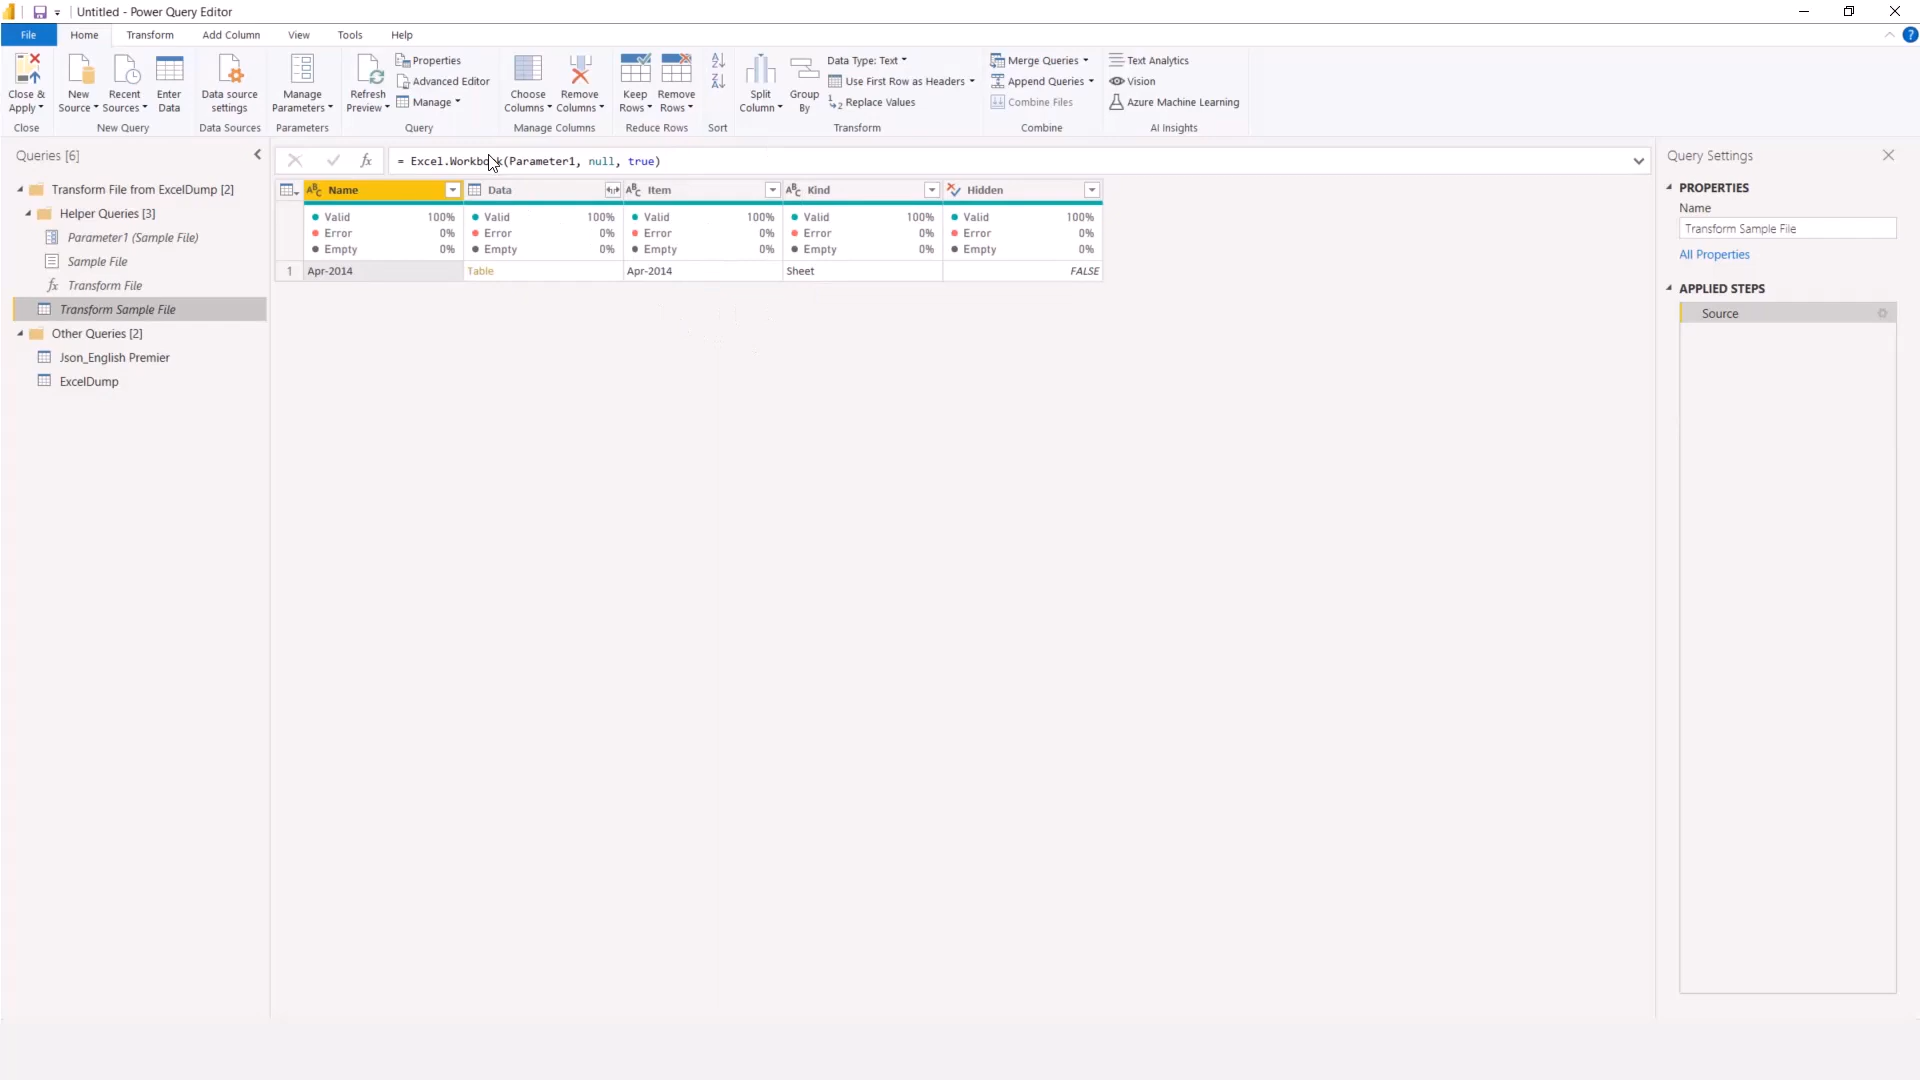 Untitled - Power Query Editor
File Home Transform Add Column View Tools Help
Close & Apply
Close
New Source
Recent Sources
Enter Data
New Query
Data source settings
Data Sources
Manage Parameters
Parameters
Refresh Preview
Properties
Advanced Editor
Manage
Query
Choose Columns
Remove Columns
Manage Columns
Keep Rows
Remove Rows
Reduce Rows
Sort
Split Column
Group By
Data Type: Text
Use First Row as Headers
Replace Values
Transform
Merge Queries
Append Queries
Combine Files
Combine
Text Analytics
Vision
Azure Machine Learning
AI Insights
Queries [6]
Transform File from ExcelDump [2]
Helper Queries [3]
Parameter1 (Sample File)
Sample File
fx Transform File
Transform Sample File
Other Queries [2]
Json_English Premier
ExcelDump
fx = Excel.Workbook(Parameter1, null, true)
Name Data Item Kind Hidden
Valid 100% Valid 100% Valid 100% Valid 100% Valid 100%
Error 0% Error 0% Error 0% Error 0% Error 0%
Empty 0% Empty 0% Empty 0% Empty 0% Empty 0%
1 Apr-2014 Table Apr-2014 Sheet FALSE
Query Settings
PROPERTIES
Name
Transform Sample File
All Properties
APPLIED STEPS
Source